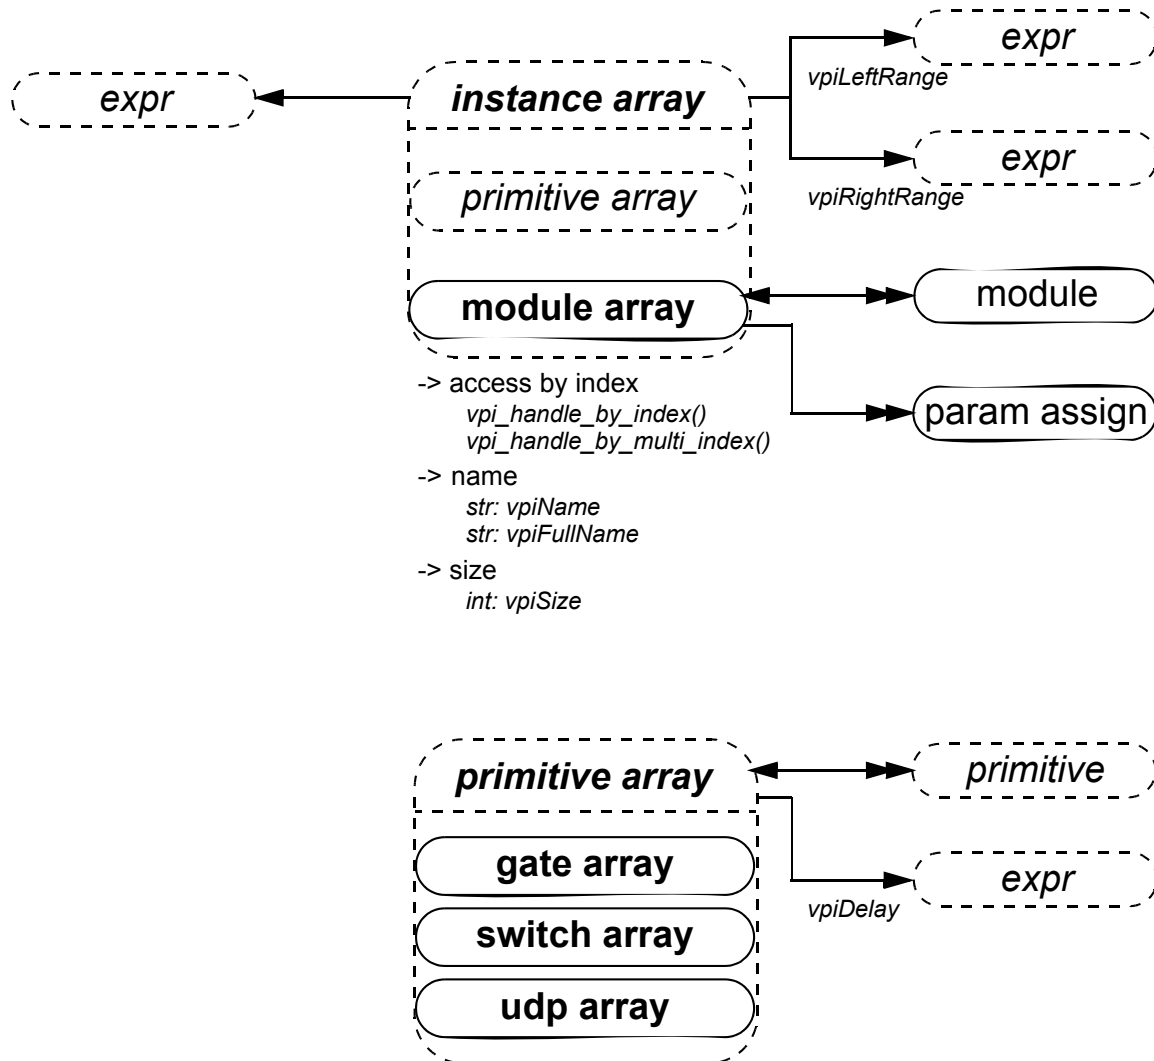 expr
instance array
expr
vpiLeftRange
expr
vpiRightRange
primitive array
module array
module
param assign
-> access by index
vpi_handle_by_index()
vpi_handle_by_multi_index()
-> name
str: vpiName
str: vpiFullName
-> size
int: vpiSize
primitive array
primitive
gate array
expr
vpiDelay
switch array
udp array